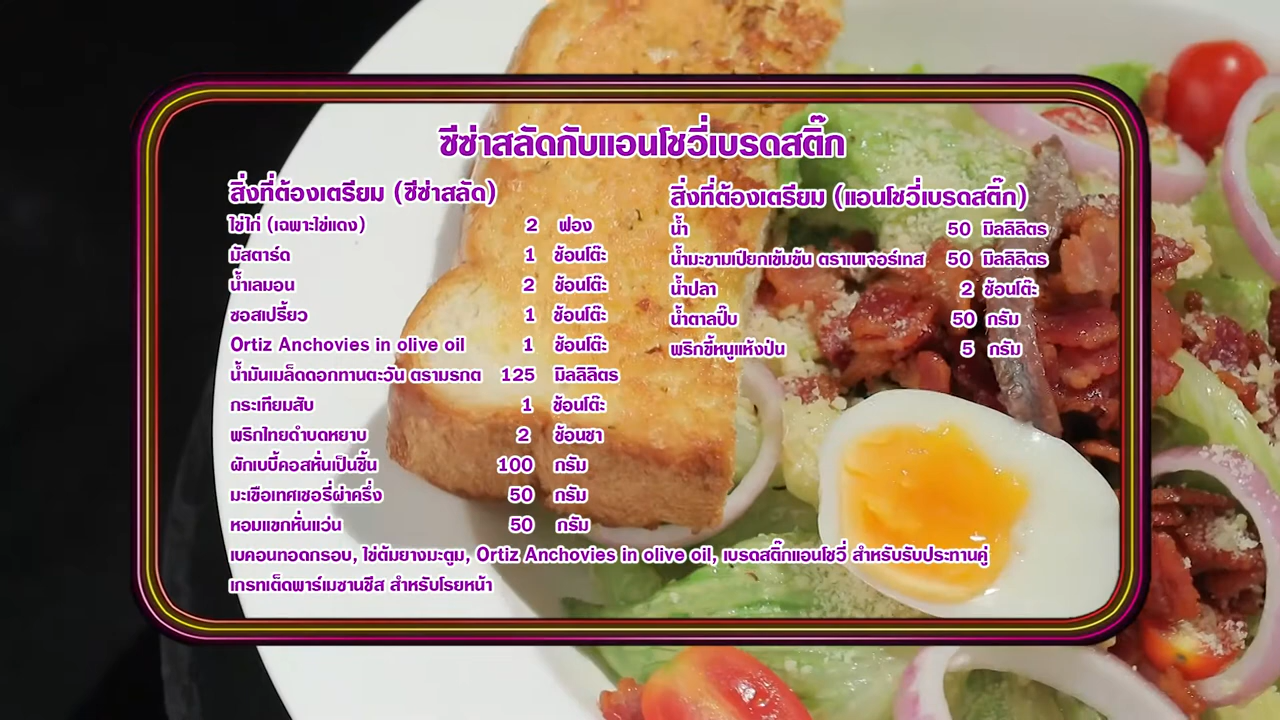 ซีซ่าสลัดกับแอนโชวี่เบรดสติ๊ก
สิ่งที่ต้องเตรียม (ซีซ่าสลัด)
ไข่ไก่ (เฉพาะไข่แดง) 2 ฟอง
มัสตาร์ด 1 ช้อนโต๊ะ
น้ำเลมอน 2 ช้อนโต๊ะ
ซอสเปรี้ยว 1 ช้อนโต๊ะ
Ortiz Anchovies in olive oil 1 ช้อนโต๊ะ
น้ำมันเมล็ดดอกทานตะวัน ตรามรกต 125 มิลลิลิตร
กระเทียมสับ 1 ช้อนโต๊ะ
พริกไทยดำบดหยาบ 2 ช้อนชา
ผักเบบี้คอสหั่นเป็นชิ้น 100 กรัม
มะเขือเทศเชอรี่ผ่าครึ่ง 50 กรัม
หอมแขกหั่นแว่น 50 กรัม
เบคอนทอดกรอบ, ไข่ต้มยางมะตูม, Ortiz Anchovies in olive oil, เบรดสติ๊กแอนโชวี่ สำหรับรับประทานคู่
เกรทเต็ดพาร์เมซานชีส สำหรับโรยหน้า
สิ่งที่ต้องเตรียม (แอนโชวี่เบรดสติ๊ก)
น้ำ 50 มิลลิลิตร
น้ำมะขามเปียกเข้มข้น ตราเนเจอร์เทส 50 มิลลิลิตร
น้ำปลา 2 ช้อนโต๊ะ
น้ำตาลปี๊บ 50 กรัม
พริกขี้หนูแห้งป่น 5 กรัม